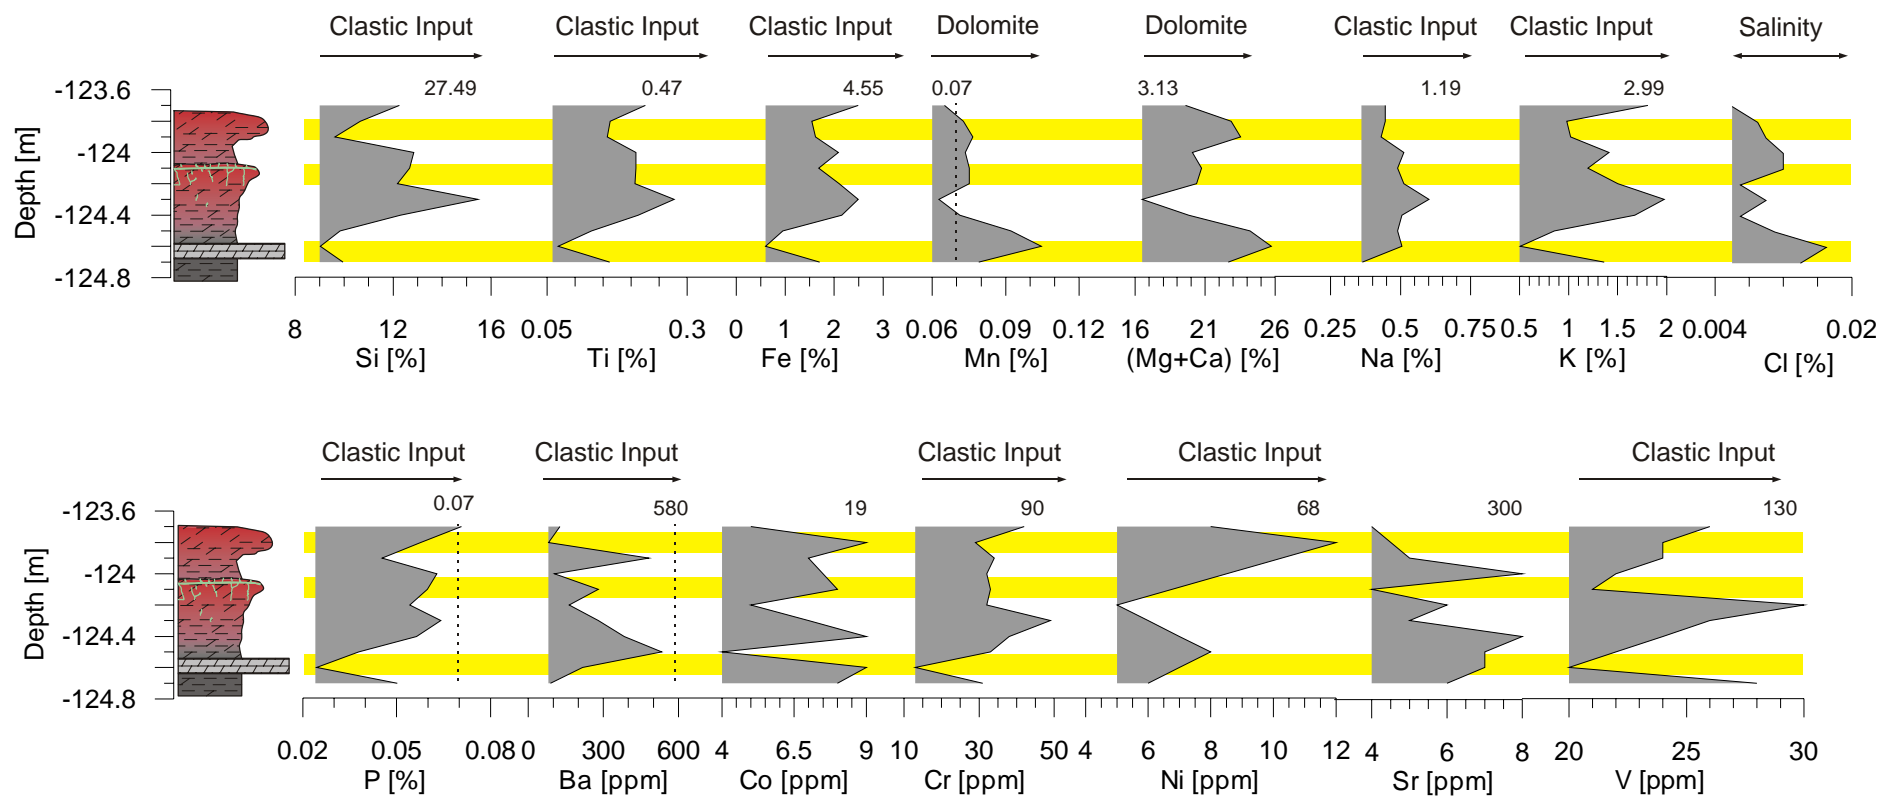 Clastic Input Clastic Input Clastic Input Dolomite Dolomite Clastic Input Clastic Input Salinity
27.49 0.47 4.55 0.07 3.13 1.19 2.99
-123.6
-124
-124.4
-124.8
Depth [m]
8 12 16 0.05 0.3 0 1 2 3 0.06 0.09 0.12 16 21 26 0.25 0.5 0.75 0.5 1 1.5 2 0.004 0.02
Si [%] Ti [%] Fe [%] Mn [%] (Mg+Ca) [%] Na [%] K [%] Cl [%]
Clastic Input Clastic Input Clastic Input Clastic Input Clastic Input
0.07 580 19 90 68 300 130
-123.6
-124
-124.4
-124.8
Depth [m]
0.02 0.05 0.08 0 300 600 4 6.5 9 10 30 50 4 6 8 10 12 4 6 8 20 25 30
P [%] Ba [ppm] Co [ppm] Cr [ppm] Ni [ppm] Sr [ppm] V [ppm]